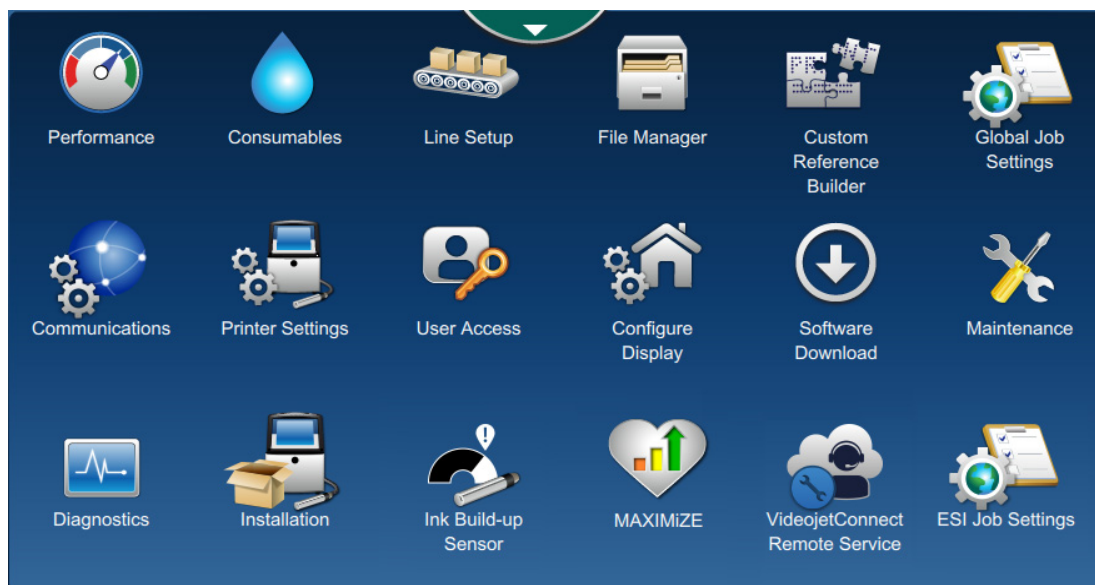 Performance
Consumables
Line Setup
File Manager
Custom
Reference
Builder
Global Job
Settings
Communications
Printer Settings
User Access
Configure
Display
Software
Download
Maintenance
Diagnostics
Installation
Ink Build-up
Sensor
MAXIMiZE
VideojetConnect
Remote Service
ESI Job Settings